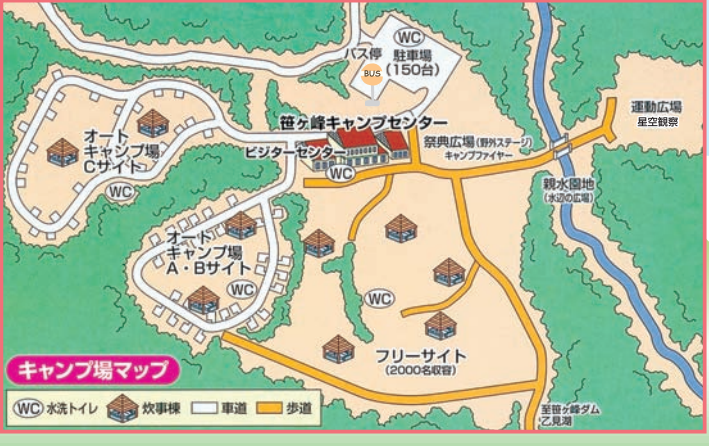 WC
バス停
駐車場
(150台)
BUS
笹ヶ峰キャンプセンター
ビジターセンター
WC
祭典広場(野外ステージ)
キャンプファイヤー
運動広場
星空観察
親水園地
(水辺の広場)
オート
キャンプ場
Cサイト
WC
オート
キャンプ場
A・Bサイト
WC
WC
フリーサイト
(2000名収容)
至笹ヶ峰ダム
乙見湖
キャンプ場マップ
WC 水洗トイレ 炊事棟 車道 歩道